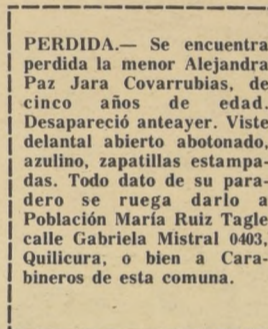 PERDIDA.— Se encuentra
perdida la menor Alejandra
Paz Jara Covarrubias, de
cinco años de edad.
Desapareció anteayer. Viste
delantal abierto abotonado,
azulino, zapatillas estampa-
das. Todo dato de su para-
dero se ruega darlo a
Población María Ruiz Tagle
calle Gabriela Mistral 0403,
Quilicura, o bien a Cara-
bineros de esta comuna.